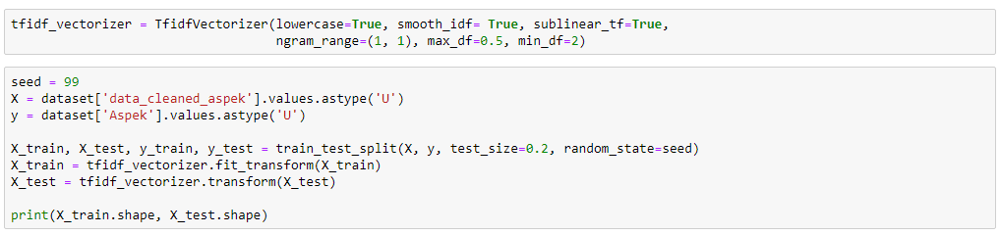 tfidf_vectorizer = TfidfVectorizer(lowercase=True, smooth_idf= True, sublinear_tf=True,
ngram_range=(1, 1), max_df=0.5, min_df=2)
seed = 99
X = dataset['data_cleaned_aspek'].values.astype('U')
y = dataset['Aspek'].values.astype('U')
X_train, X_test, y_train, y_test = train_test_split(X, y, test_size=0.2, random_state=seed)
X_train = tfidf_vectorizer.fit_transform(X_train)
X_test = tfidf_vectorizer.transform(X_test)
print(X_train.shape, X_test.shape)